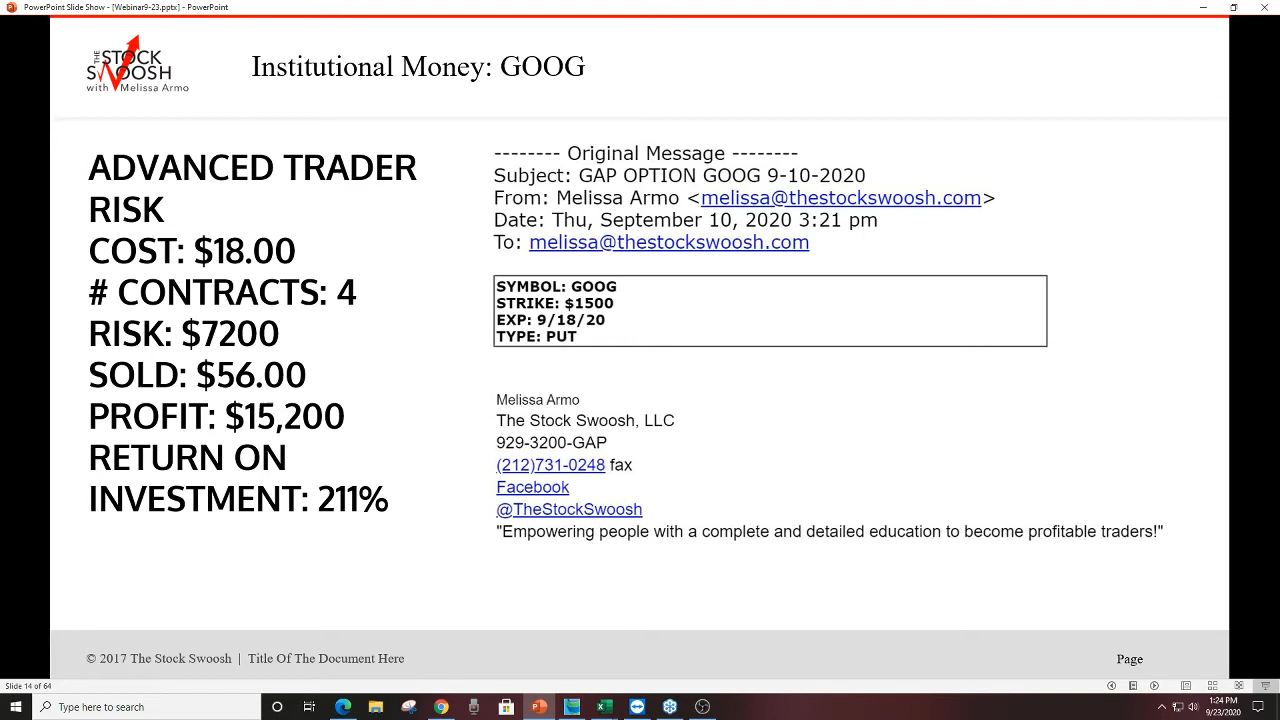 PowerPoint Slide Show - [Webinar9-23.pptx] - PowerPoint
THE STOCK
SWOOSH
with Melissa Armo
Institutional Money: GOOG
ADVANCED TRADER
RISK
COST: $18.00
# CONTRACTS: 4
RISK: $7200
SOLD: $56.00
PROFIT: $15,200
RETURN ON
INVESTMENT: 211%
-------- Original Message --------
Subject: GAP OPTION GOOG 9-10-2020
From: Melissa Armo <melissa@thestockswoosh.com>
Date: Thu, September 10, 2020 3:21 pm
To: melissa@thestockswoosh.com
SYMBOL: GOOG
STRIKE: $1500
EXP: 9/18/20
TYPE: PUT
Melissa Armo
The Stock Swoosh, LLC
929-3200-GAP
(212)731-0248 fax
Facebook
@TheStockSwoosh
"Empowering people with a complete and detailed education to become profitable traders!"
© 2017 The Stock Swoosh | Title Of The Document Here
Page
Slide 14 of 64
Type here to search
1:24 PM
9/23/2020